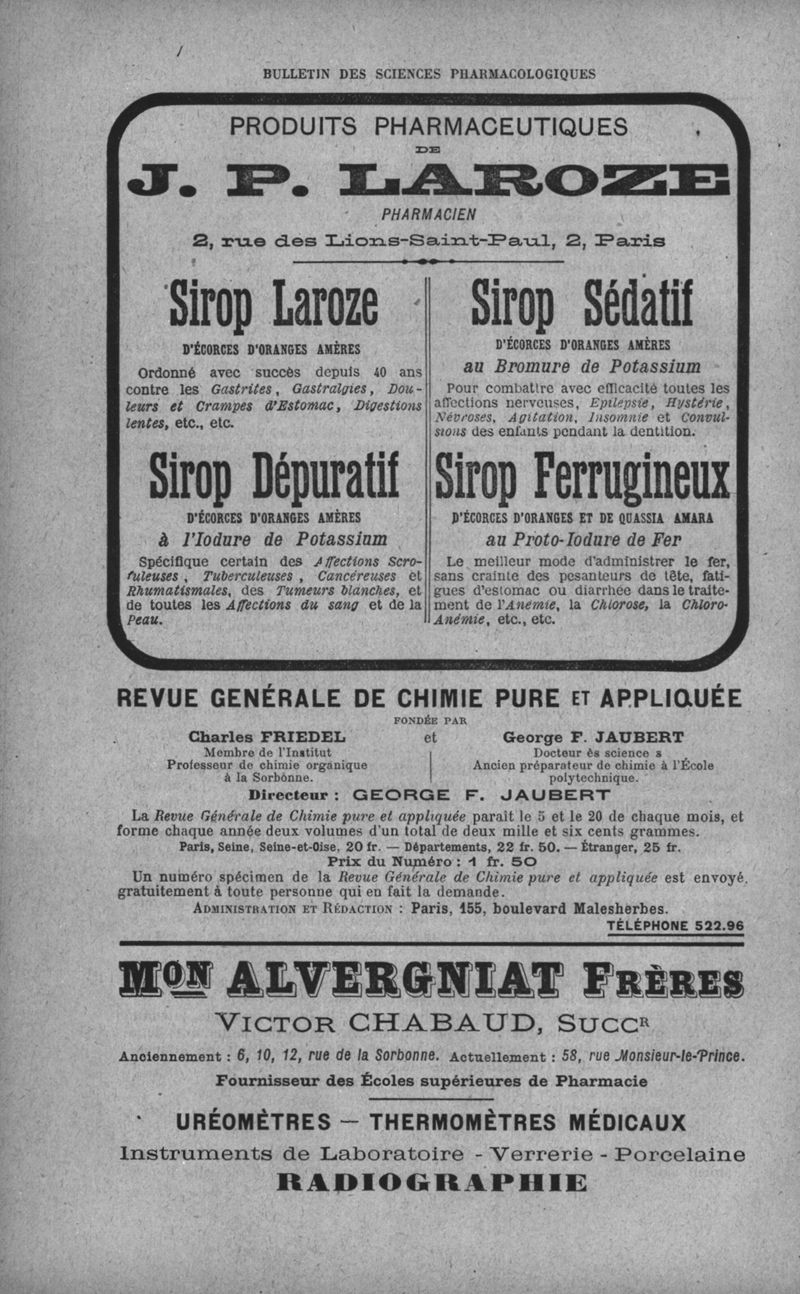 BULLETIN DES SCIENCES PHARMACOLOGIQUES
PRODUITS PHARMACEUTIQUES
DE
J. P. LAROZE
PHARMACIEN
2, rue des Lions-Saint-Paul, 2, Paris
Sirop Laroze
D'ÉCORCES D'ORANGES AMÈRES
Ordonné avec succès depuis 40 ans
contre les Gastrites, Gastralgies, Dou-
leurs et Crampes d'Estomac, Digestions
lentes, etc., etc.
Sirop Sédatif
D'ÉCORCES D'ORANGES AMÈRES
au Bromure de Potassium
Pour combattre avec efficacité toutes les
affections nerveuses, Epilepsie, Hystérie,
Névroses, Agitation, Insomnie et Convul-
sions des enfants pendant la dentition.
Sirop Dépuratif
D'ÉCORCES D'ORANGES AMÈRES
à l'Iodure de Potassium
Spécifique certain des Affections Scro-
fuleuses, Tuberculeuses, Cancéreuses et
Rhumatismales, des Tumeurs blanches, et
de toutes les Affections du sang et de la
Peau.
Sirop Ferrugineux
D'ÉCORCES D'ORANGES ET DE QUASSIA AMARA
au Proto-Iodure de Fer
Le meilleur mode d'administrer le fer,
sans crainte des pesanteurs de tête, fati-
gues d'estomac ou diarrhée dans le traite-
ment de l'Anémie, la Chlorose, la Chloro-
Anémie, etc., etc.
REVUE GENÉRALE DE CHIMIE PURE ET APPLIQUÉE
FONDÉE PAR
Charles FRIEDEL et George F. JAUBERT
Membre de l'Institut
Professeur de chimie organique
à la Sorbonne.
Docteur ès science s
Ancien préparateur de chimie à l'École
polytechnique.
Directeur : GEORGE F. JAUBERT
La Revue Générale de Chimie pure et appliquée paraît le 5 et le 20 de chaque mois, et
forme chaque année deux volumes d'un total de deux mille et six cents grammes.
Paris, Seine, Seine-et-Oise, 20 fr. — Départements, 22 fr. 50. — Étranger, 25 fr.
Prix du Numéro : 1 fr. 50
Un numéro spécimen de la Revue Générale de Chimie pure et appliquée est envoyé
gratuitement à toute personne qui en fait la demande.
ADMINISTRATION ET RÉDACTION : Paris, 155, boulevard Malesherbes.
TÉLÉPHONE 522.96
MON ALVERGNIAT FRÈRES
VICTOR CHABAUD, SUCCR
Anciennement : 6, 10, 12, rue de la Sorbonne. Actuellement : 58, rue Monsieur-le-Prince.
Fournisseur des Écoles supérieures de Pharmacie
URÉOMÈTRES — THERMOMÈTRES MÉDICAUX
Instruments de Laboratoire - Verrerie - Porcelaine
RADIOGRAPHIE